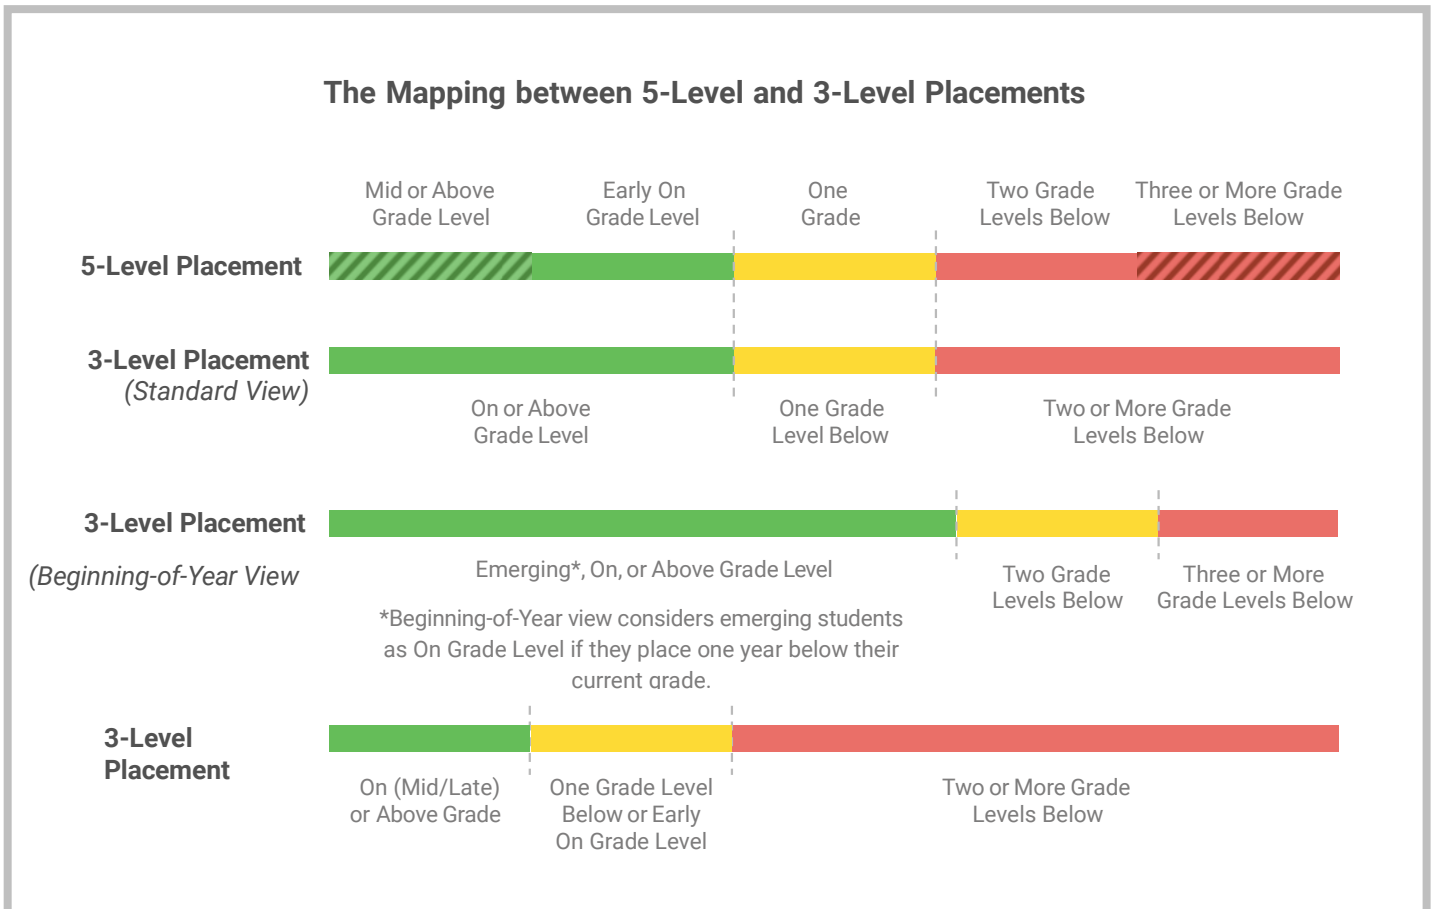 The Mapping between 5-Level and 3-Level Placements
Mid or Above
Grade Level
Early On
Grade Level
One
Grade
Two Grade
Levels Below
Three or More Grade
Levels Below
5-Level Placement
3-Level Placement
(Standard View)
On or Above
Grade Level
One Grade
Level Below
Two or More Grade
Levels Below
3-Level Placement
(Beginning-of-Year View
Emerging*, On, or Above Grade Level
Two Grade
Levels Below
Three or More
Grade Levels Below
*Beginning-of-Year view considers emerging students
as On Grade Level if they place one year below their
current grade.
3-Level
Placement
On (Mid/Late)
or Above Grade
One Grade Level
Below or Early
On Grade Level
Two or More Grade
Levels Below